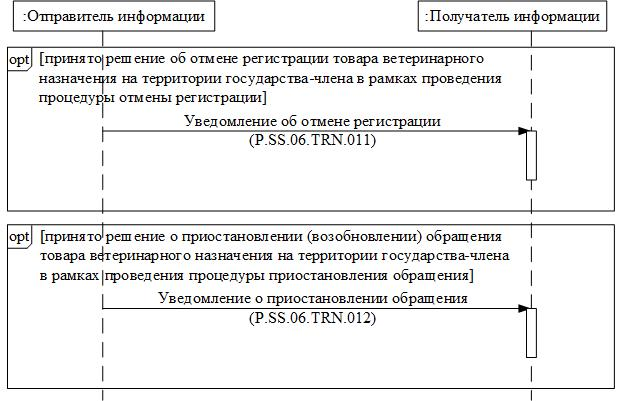 :Отправитель информации
:Получатель информации
opt
[принято решение об отмене регистрации товара ветеринарного
назначения на территории государства-члена в рамках проведения
процедуры отмены регистрации]
Уведомление об отмене регистрации
(P.SS.06.TRN.011)
opt
[принято решение о приостановлении (возобновлении) обращения
товара ветеринарного назначения на территории государства-члена
в рамках проведения процедуры приостановления обращения]
Уведомление о приостановлении обращения
(P.SS.06.TRN.012)